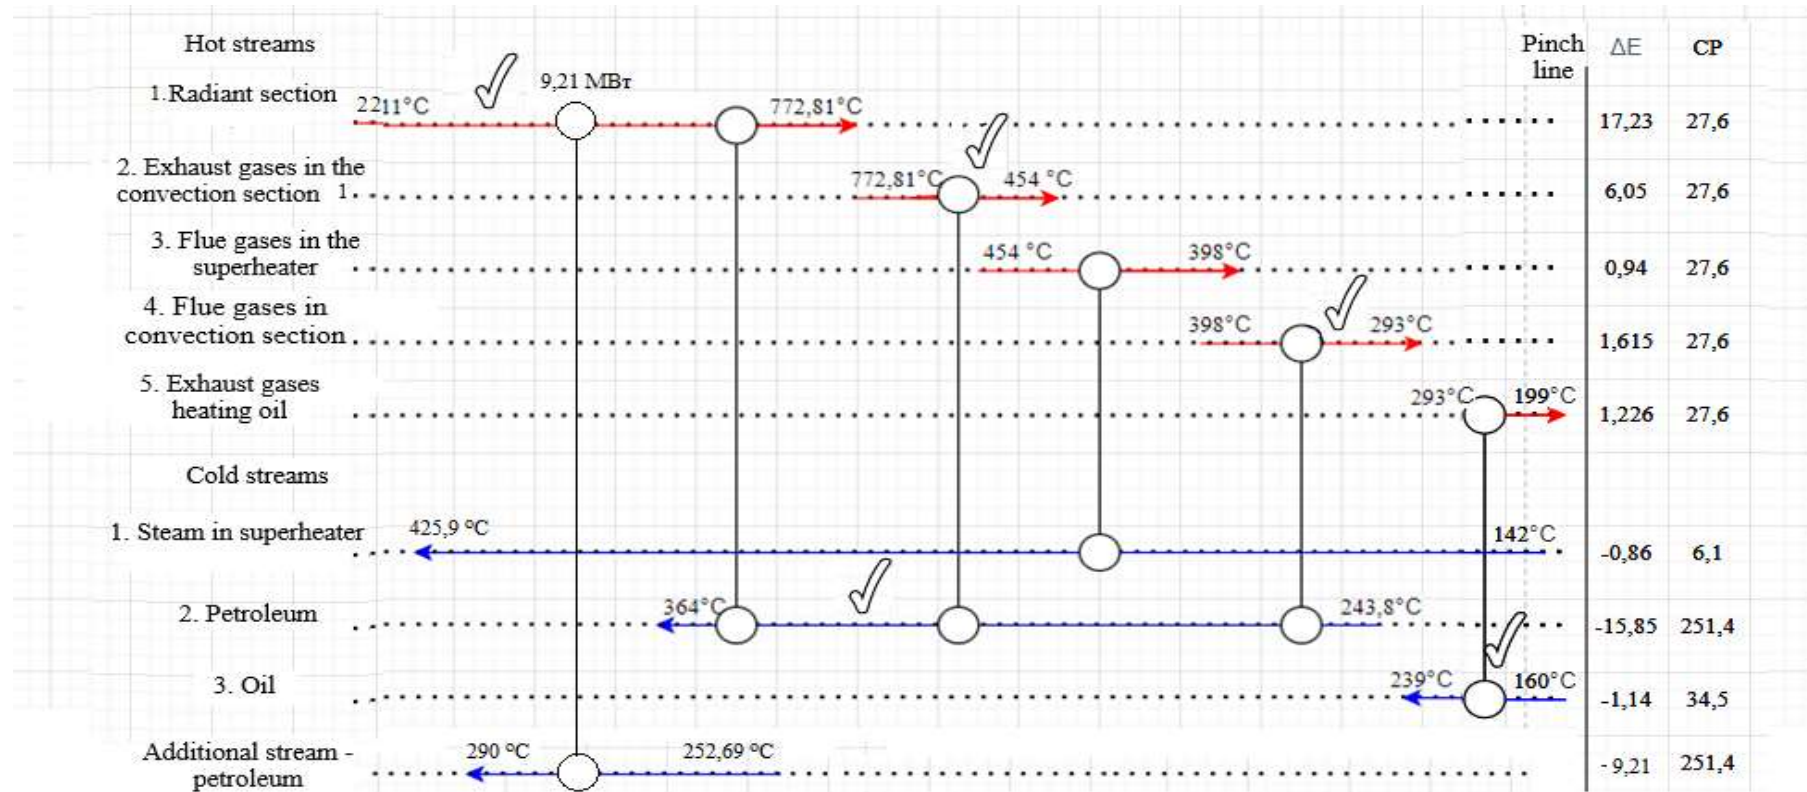 Hot streams
Pinch line
ΔE
CP
1.Radiant section
2211°C
9,21 МВт
772,81°C
17,23
27,6
2. Exhaust gases in the
convection section 1
772,81°C
454 °C
6,05
27,6
3. Flue gases in the
superheater
454 °C
398°C
0,94
27,6
4. Flue gases in
convection section
398°C
293°C
1,615
27,6
5. Exhaust gases
heating oil
293°C
199°C
1,226
27,6
Cold streams
1. Steam in superheater
425,9 °C
142°C
-0,86
6,1
2. Petroleum
364°C
243,8°C
-15,85
251,4
3. Oil
239°C
160°C
-1,14
34,5
Additional stream -
petroleum
290 °C
252,69°C
-9,21
251,4